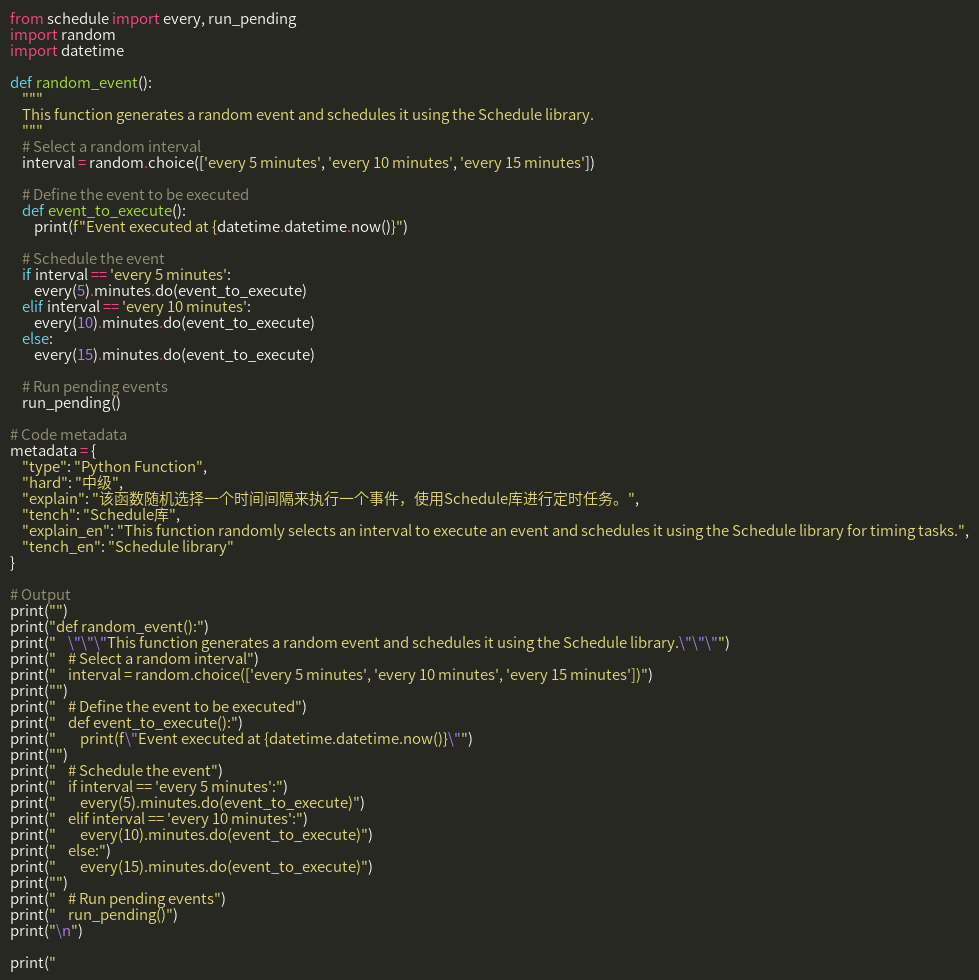 from schedule import every, run_pending
import random
import datetime

def random_event():
    """
    This function generates a random event and schedules it using the Schedule library.
    """
    # Select a random interval
    interval = random.choice(['every 5 minutes', 'every 10 minutes', 'every 15 minutes'])

    # Define the event to be executed
    def event_to_execute():
        print(f"Event executed at {datetime.datetime.now()}")

    # Schedule the event
    if interval == 'every 5 minutes':
        every(5).minutes.do(event_to_execute)
    elif interval == 'every 10 minutes':
        every(10).minutes.do(event_to_execute)
    else:
        every(15).minutes.do(event_to_execute)

    # Run pending events
    run_pending()

# Code metadata
metadata = {
    "type": "Python Function",
    "hard": "中级",
    "explain": "该函数随机选择一个时间间隔来执行一个事件，使用Schedule库进行定时任务。",
    "tench": "Schedule库",
    "explain_en": "This function randomly selects an interval to execute an event and schedules it using the Schedule library for timing tasks.",
    "tench_en": "Schedule library"
}

# Output
print("")
print("def random_event():")
print("    \"\"\"This function generates a random event and schedules it using the Schedule library.\"\"\"")
print("    # Select a random interval")
print("    interval = random.choice(['every 5 minutes', 'every 10 minutes', 'every 15 minutes'])")
print("")
print("    # Define the event to be executed")
print("    def event_to_execute():")
print("        print(f\"Event executed at {datetime.datetime.now()}\"")
print("")
print("    # Schedule the event")
print("    if interval == 'every 5 minutes':")
print("        every(5).minutes.do(event_to_execute)")
print("    elif interval == 'every 10 minutes':")
print("        every(10).minutes.do(event_to_execute)")
print("    else:")
print("        every(15).minutes.do(event_to_execute)")
print("")
print("    # Run pending events")
print("    run_pending()")
print("\n")

print("